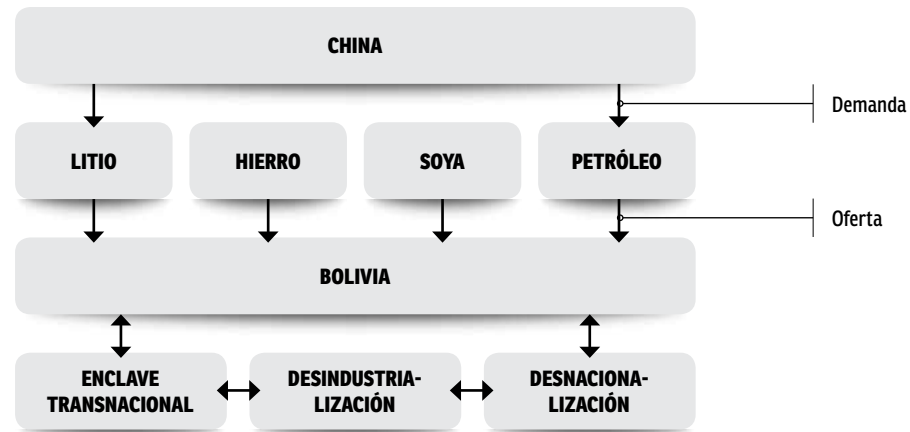 CHINA
Demanda
LITIO
HIERRO
SOYA
PETRÓLEO
Oferta
BOLIVIA
ENCLAVE
TRANSNACIONAL
DESINDUSTRIA-
LIZACIÓN
DESNACIONA-
LIZACIÓN